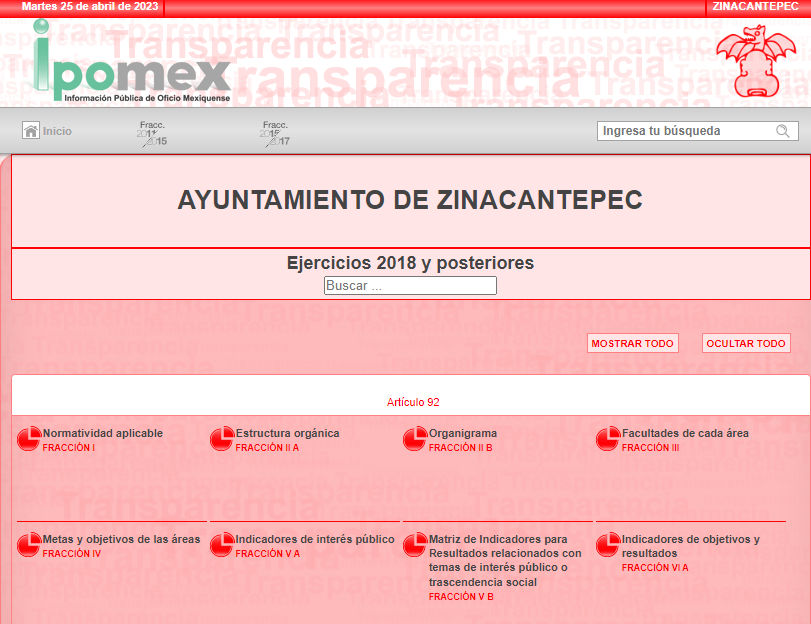 Martes 25 de abril de 2023
ZINACANTEPEC
ipomex
Información Pública de Oficio Mexiquense
Inicio
Fracc.
2015
Fracc.
2017
Ingresa tu búsqueda
AYUNTAMIENTO DE ZINACANTEPEC
Ejercicios 2018 y posteriores
Buscar ...
MOSTRAR TODO
OCULTAR TODO
Artículo 92
Normatividad aplicable
FRACCIÓN I
Estructura orgánica
FRACCIÓN II A
Organigrama
FRACCIÓN II B
Facultades de cada área
FRACCIÓN III
Metas y objetivos de las áreas
FRACCIÓN IV
Indicadores de interés público
FRACCIÓN V A
Matriz de Indicadores para
Resultados relacionados con
temas de interés público o
trascendencia social
FRACCIÓN V B
Indicadores de objetivos y
resultados
FRACCIÓN VI A